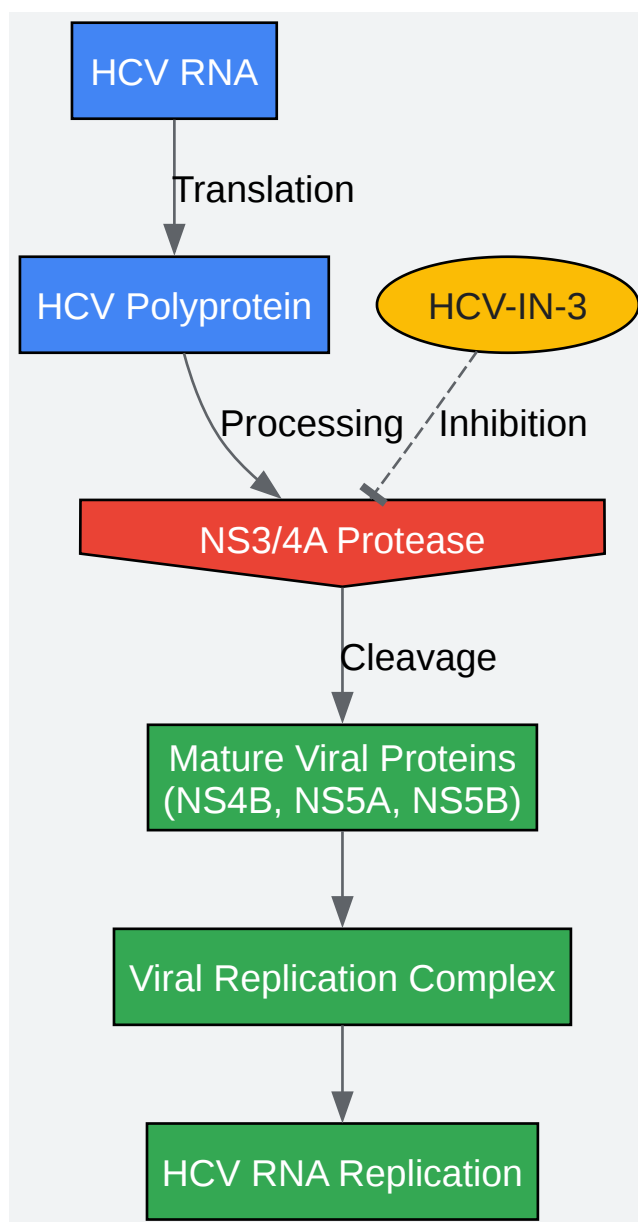 HCV RNA
Translation
HCV Polyprotein
HCV-IN-3
Processing
Inhibition
NS3/4A Protease
Cleavage
Mature Viral Proteins
(NS4B, NS5A, NS5B)
Viral Replication Complex
HCV RNA Replication